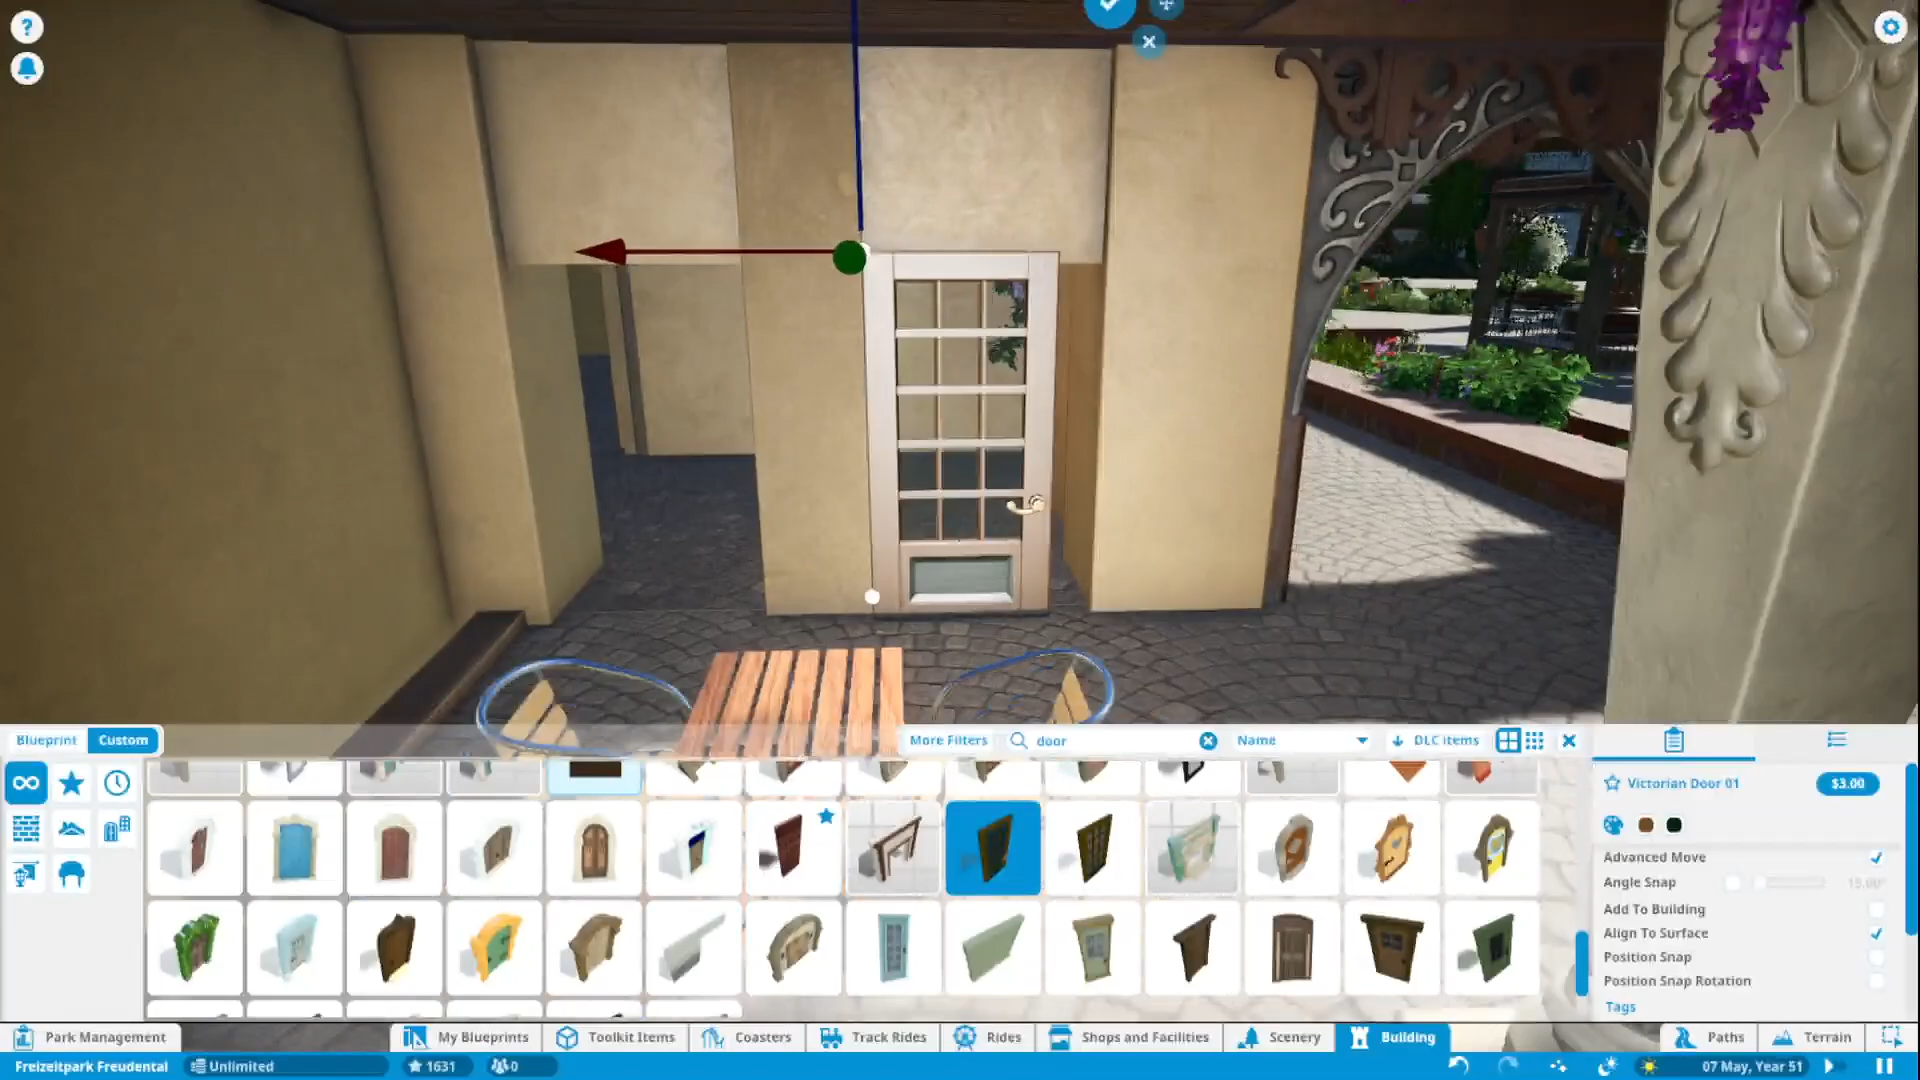 ?
Blueprint
Custom
More Filters
door
Name
DLC items
Victorian Door 01
$3.00
Advanced Move
Angle Snap
15.00°
Add To Building
Align To Surface
Position Snap
Position Snap Rotation
Tags
Park Management
My Blueprints
Toolkit Items
Coasters
Track Rides
Rides
Shops and Facilities
Scenery
Building
Paths
Terrain
Freizeitpark Freudental
Unlimited
1631
0
07 May, Year 51